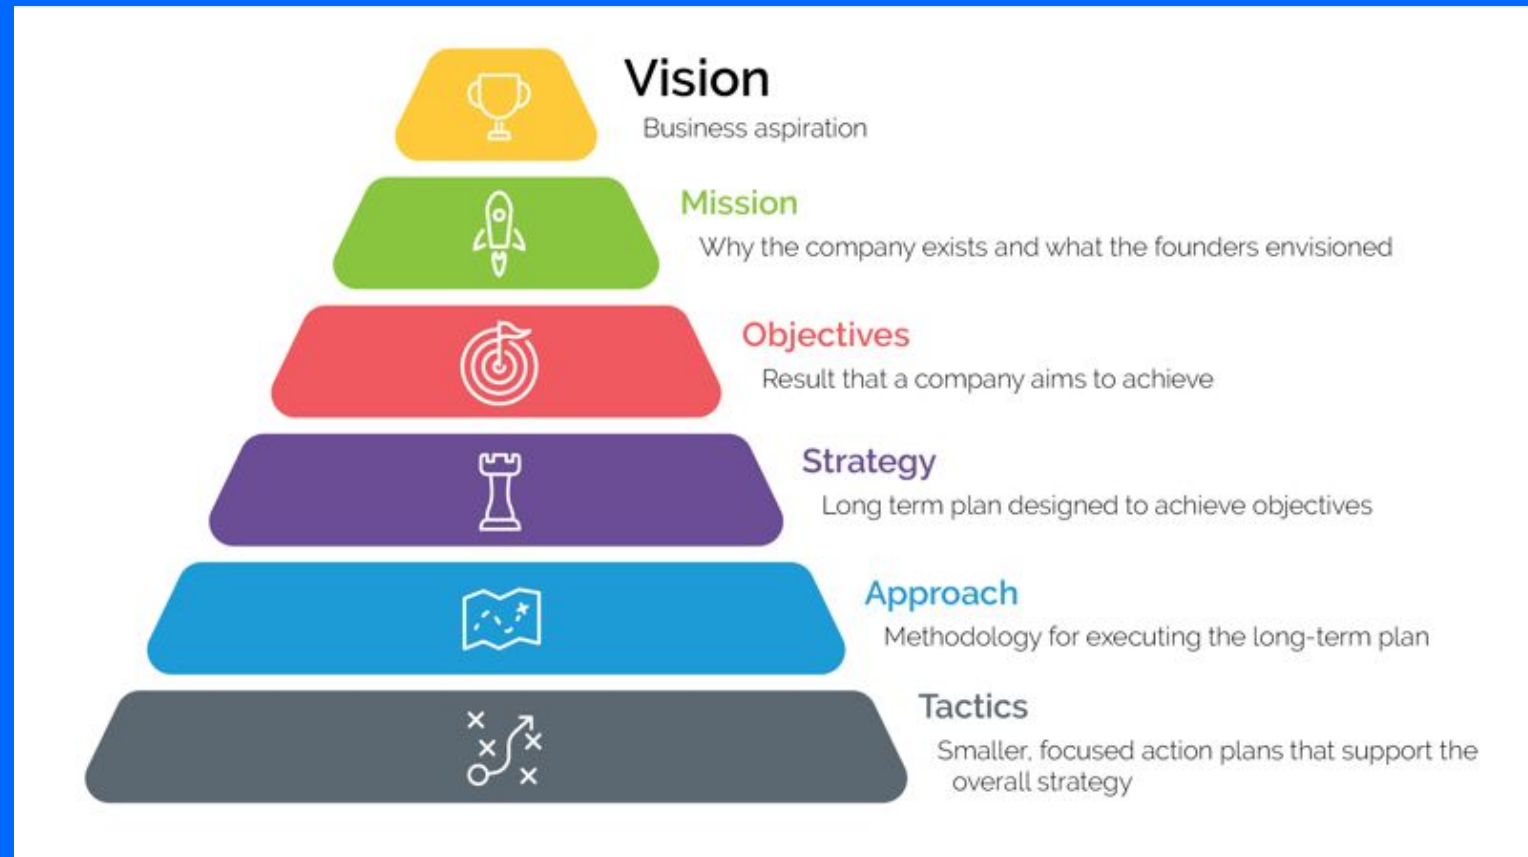 Vision
Business aspiration
Mission
Why the company exists and what the founders envisioned
Objectives
Result that a company aims to achieve
Strategy
Long term plan designed to achieve objectives
Approach
Methodology for executing the long-term plan
Tactics
Smaller, focused action plans that support the
overall strategy